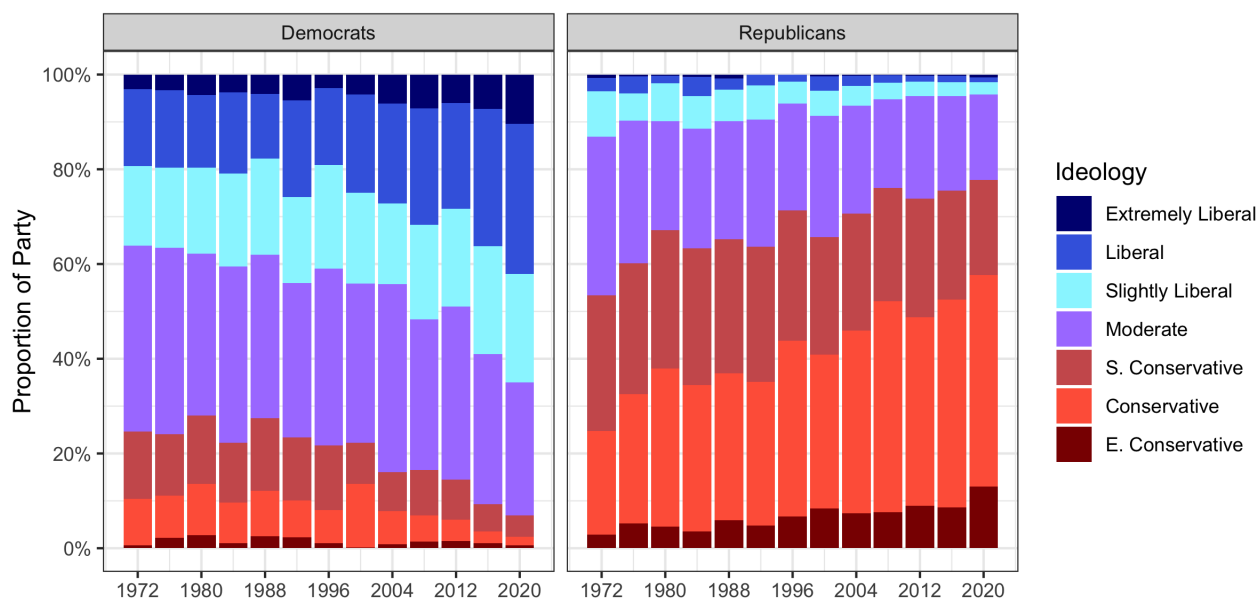 Democrats
Republicans
Proportion of Party
100%
80%
60%
40%
20%
0%
1972 1980 1988 1996 2004 2012 2020
1972 1980 1988 1996 2004 2012 2020
Ideology
Extremely Liberal
Liberal
Slightly Liberal
Moderate
S. Conservative
Conservative
E. Conservative